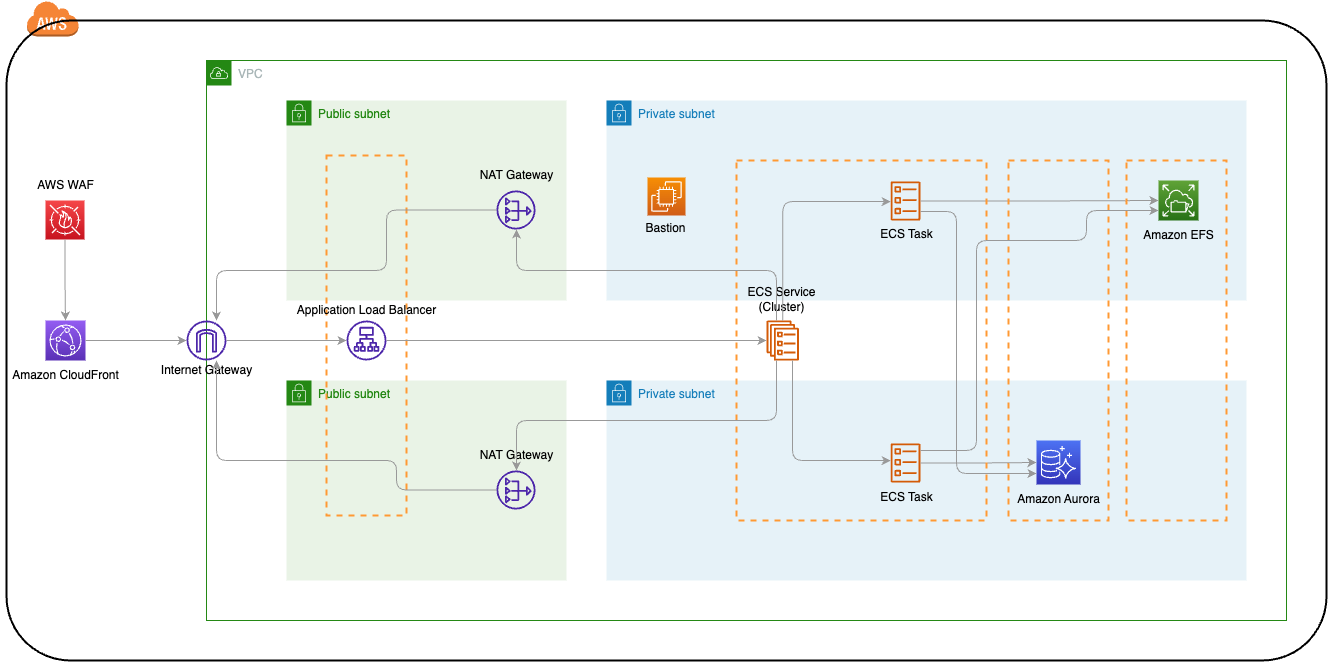 AWS
VPC
Public subnet
Private subnet
NAT Gateway
AWS WAF
Bastion
ECS Task
Amazon EFS
ECS Service
(Cluster)
Application Load Balancer
Internet Gateway
Amazon CloudFront
Public subnet
Private subnet
NAT Gateway
ECS Task
Amazon Aurora